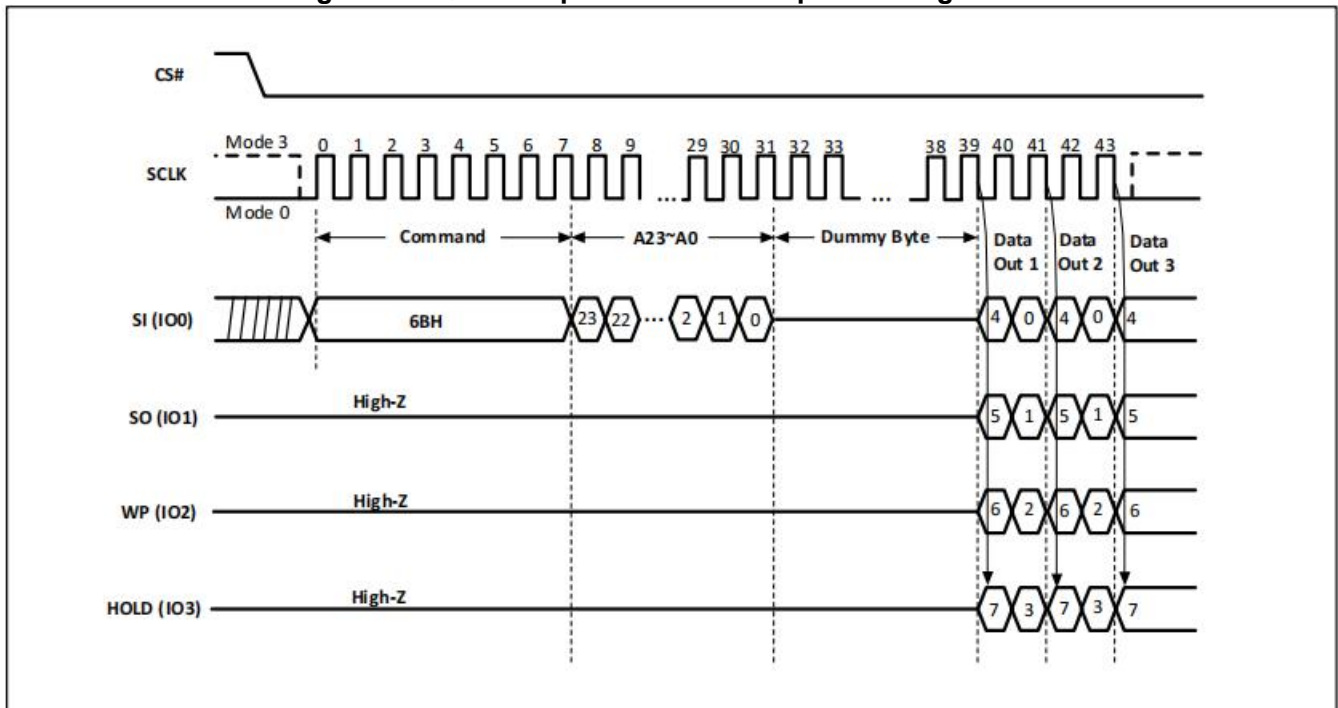 CS#
Mode 3
0 1 2 3 4 5 6 7 8 9 29 30 31 32 33 38 39 40 41 42 43
SCLK
... ...
Mode 0
Command A23~A0 Dummy Byte Data Out 1 Data Out 2 Data Out 3
SI (IO0) 6BH 23 22 ... 2 1 0 4 0 4 0 4
High-Z
SO (IO1) 5 1 5 1 5
High-Z
WP (IO2) 6 2 6 2 6
High-Z
HOLD (IO3) 7 3 7 3 7